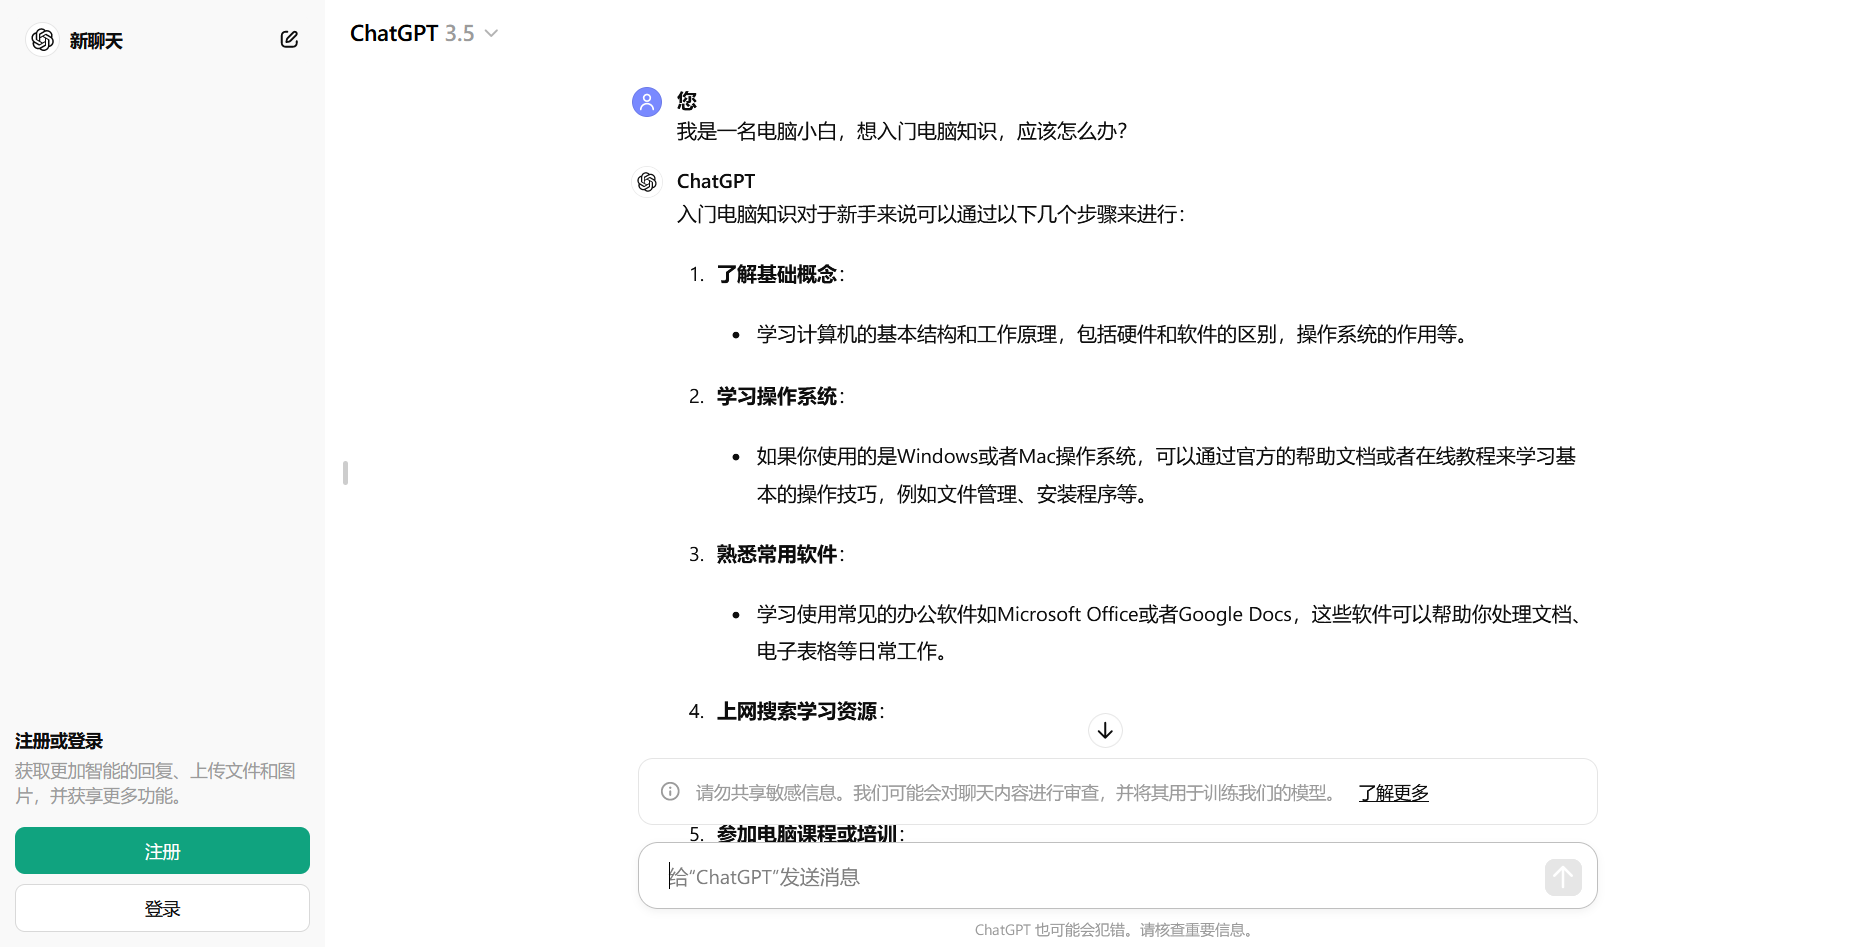 新聊天
ChatGPT 3.5
您
我是一名电脑小白，想入门电脑知识，应该怎么办？
ChatGPT
入门电脑知识对于新手来说可以通过以下几个步骤来进行：
1. 了解基础概念：
• 学习计算机的基本结构和工作原理，包括硬件和软件的区别，操作系统的作用等。
2. 学习操作系统：
• 如果你使用的是Windows或者Mac操作系统，可以通过官方的帮助文档或者在线教程来学习基
本的操作技巧，例如文件管理、安装程序等。
3. 熟悉常用软件：
• 学习使用常见的办公软件如Microsoft Office或者Google Docs，这些软件可以帮助你处理文档、
电子表格等日常工作。
4. 上网搜索学习资源：
请勿共享敏感信息。我们可能会对聊天内容进行审查，并将其用于训练我们的模型。 了解更多
5. 参加电脑课程或培训：
给“ChatGPT”发送消息
ChatGPT 也可能会犯错。请核查重要信息。
注册或登录
获取更加智能的回复、上传文件和图
片，并获享更多功能。
注册
登录